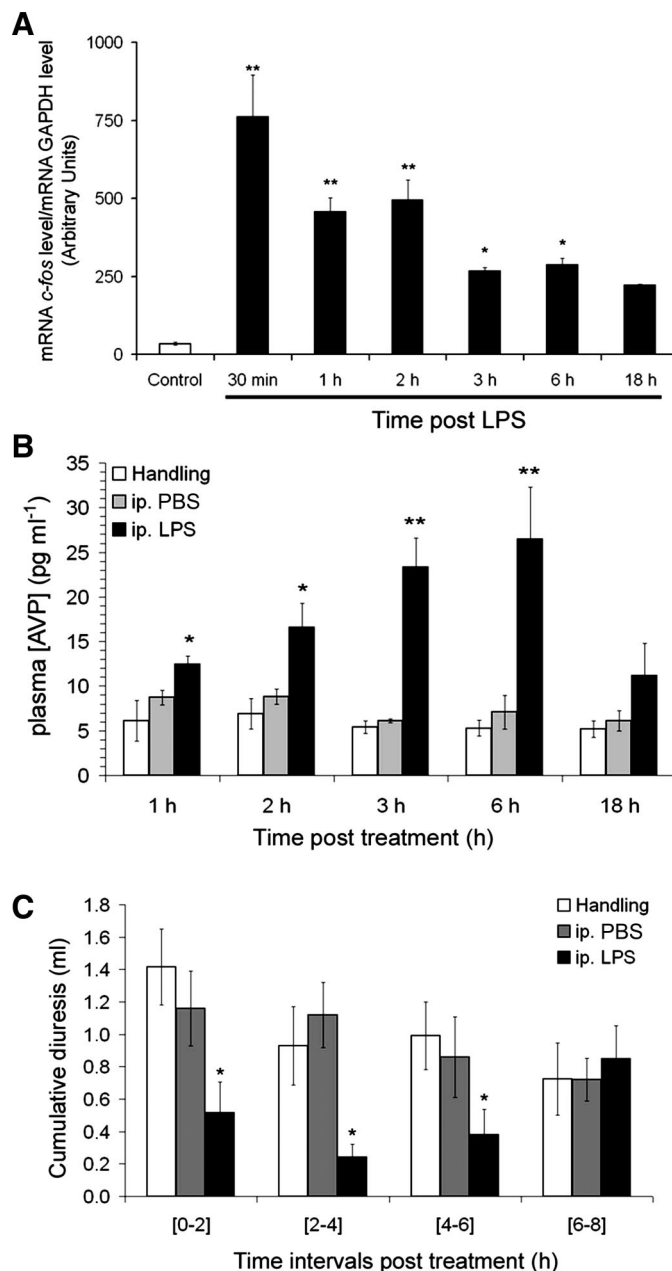 A
mRNA c-fos level/mRNA GAPDH level
(Arbitrary Units)
1000
750
500
250
0
**
**
**
*
*
Control
30 min
1 h
2 h
3 h
6 h
18 h
Time post LPS
B
plasma [AVP] (pg ml-1)
35
30
25
20
15
10
5
0
Handling
ip. PBS
ip. LPS
*
*
**
**
1 h
2 h
3 h
6 h
18 h
Time post treatment (h)
C
Cumulative diuresis (ml)
1.8
1.6
1.4
1.2
1.0
0.8
0.6
0.4
0.2
0.0
Handling
ip. PBS
ip. LPS
*
*
*
[0-2]
[2-4]
[4-6]
[6-8]
Time intervals post treatment (h)